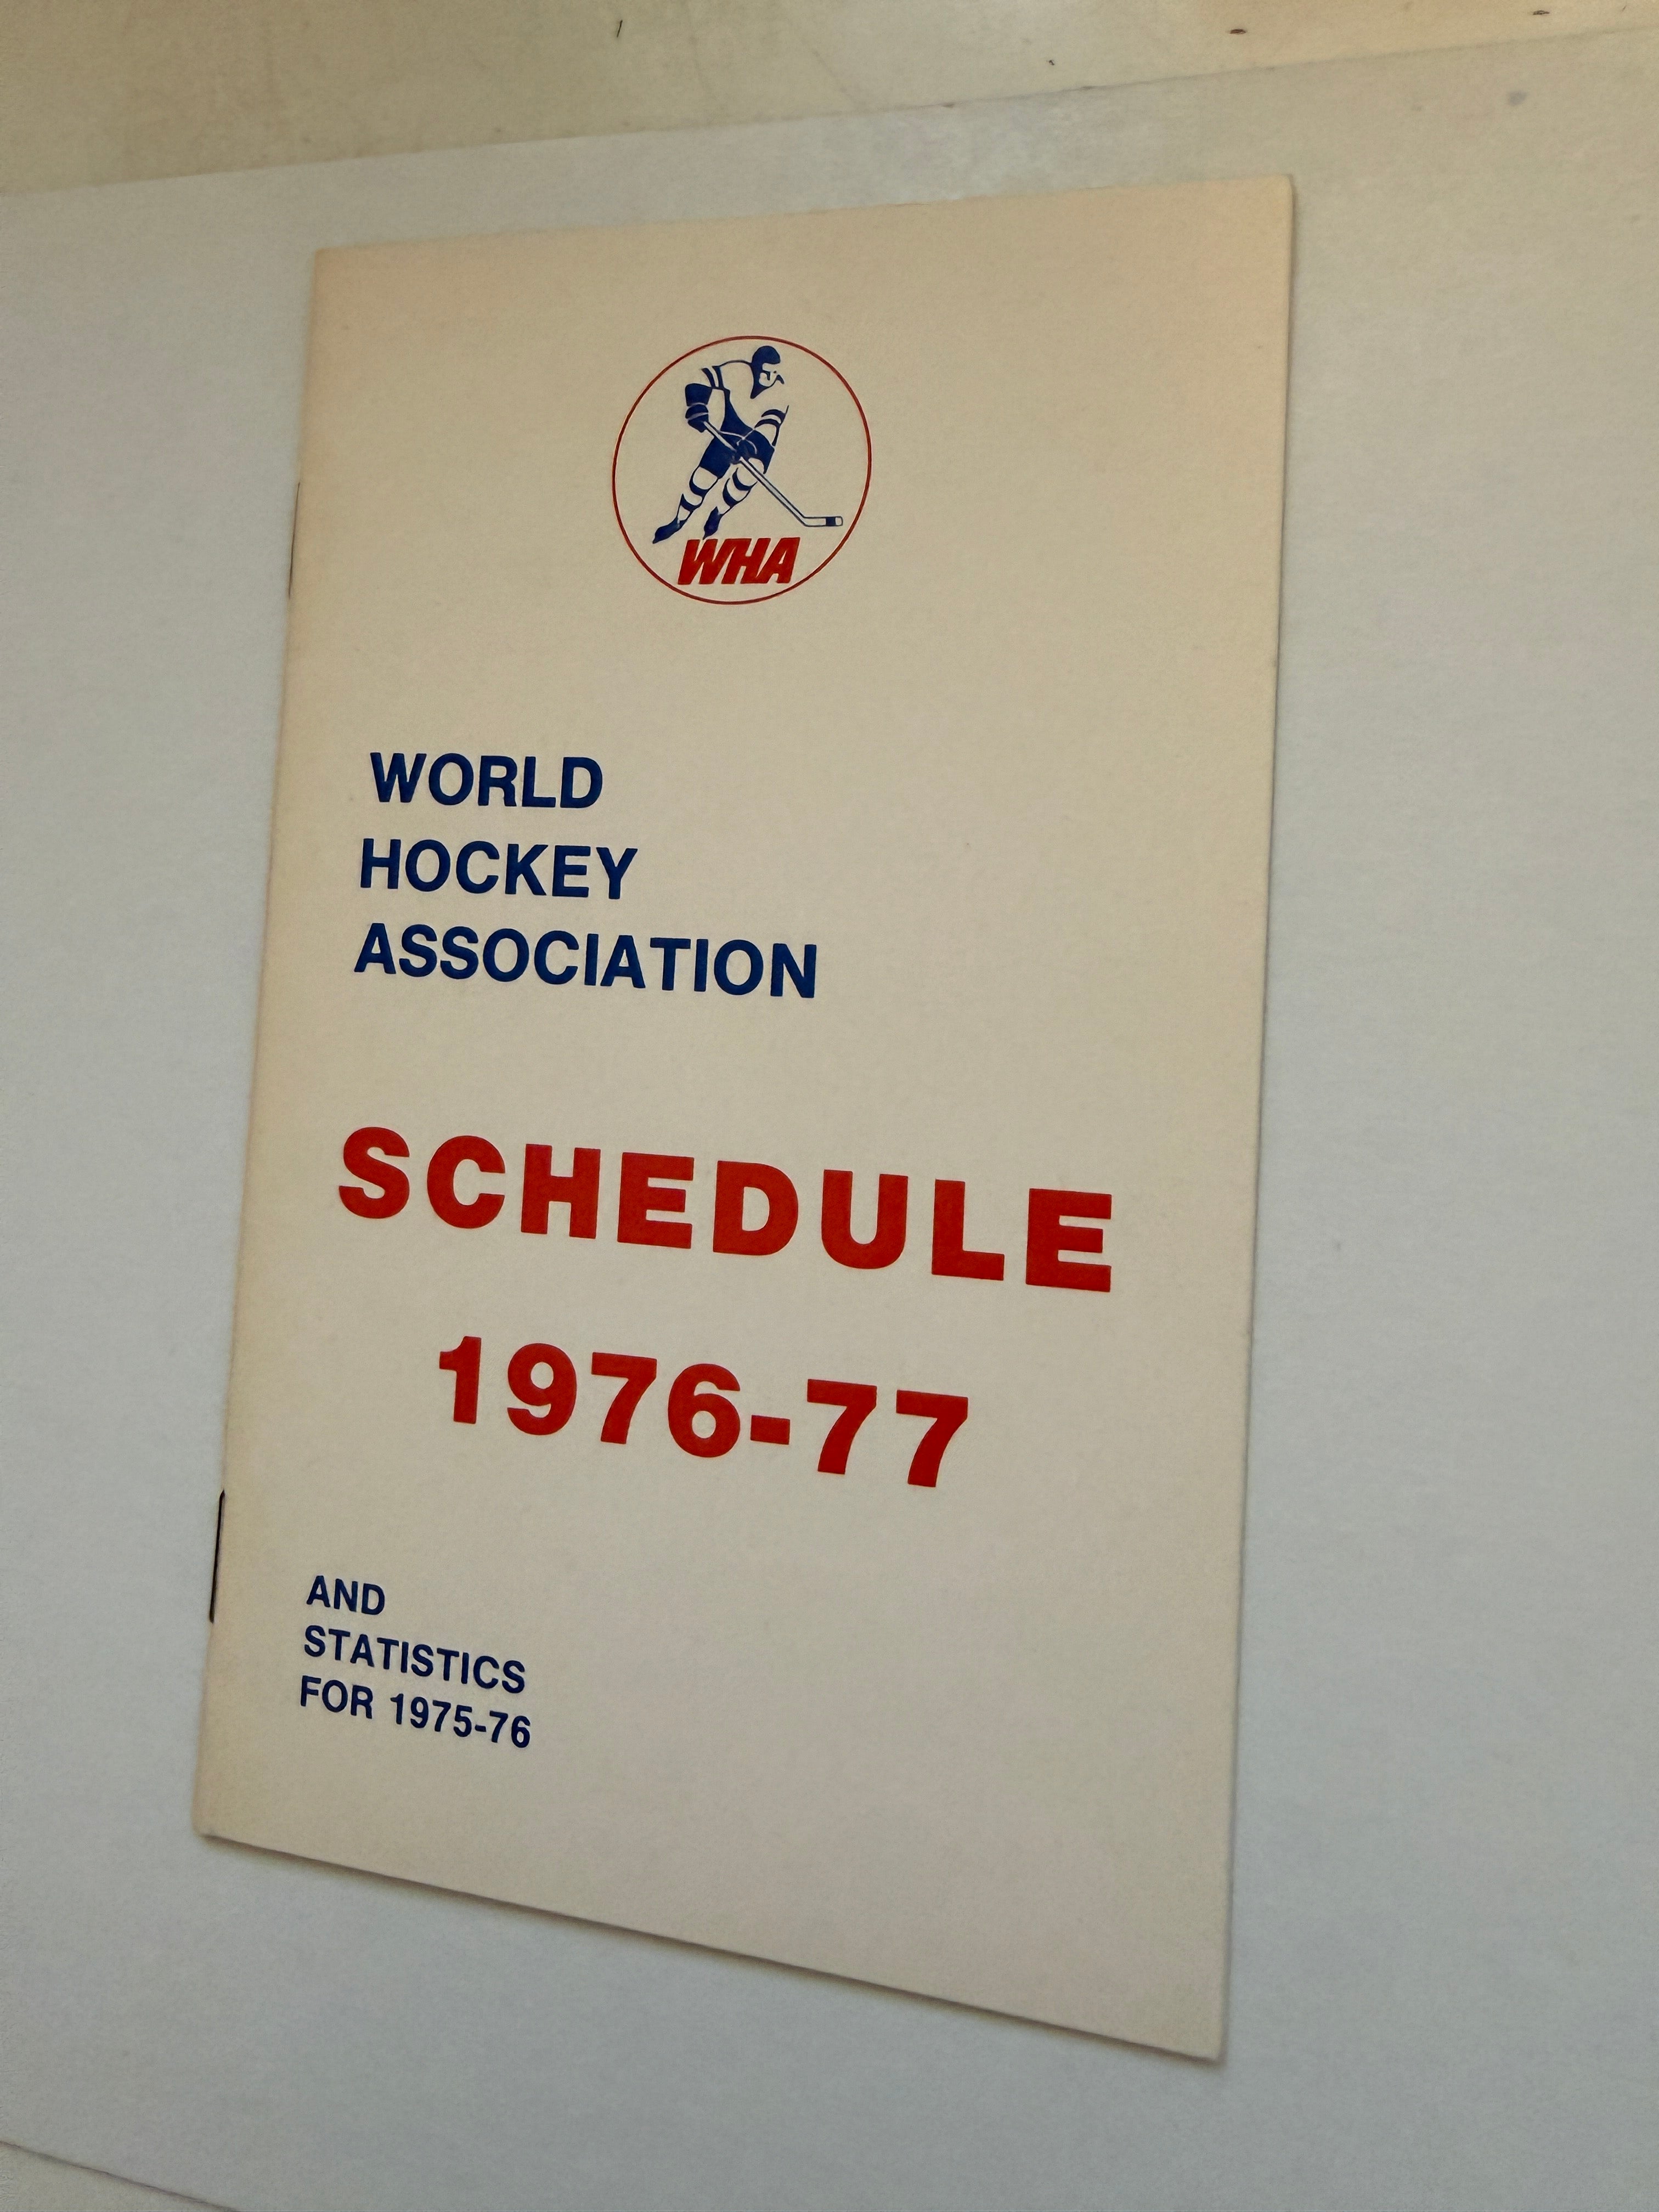 WHA
WORLD
HOCKEY
ASSOCIATION
SCHEDULE
1976-77
AND
STATISTICS
FOR 1975-76